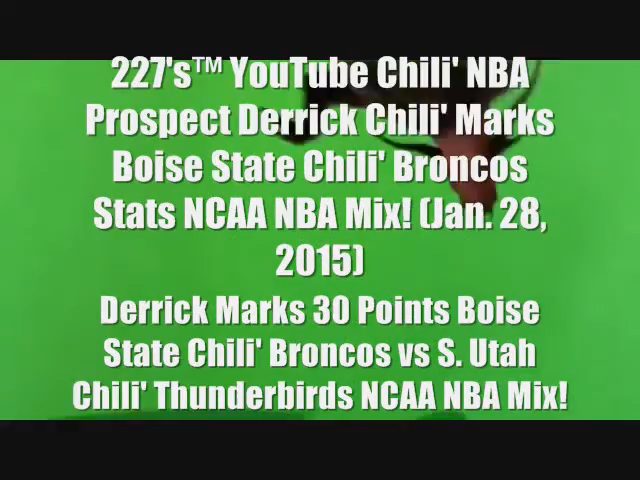 227's™ YouTube Chili' NBA
Prospect Derrick Chili' Marks
Boise State Chili' Broncos
Stats NCAA NBA Mix! (Jan. 28,
2015)
Derrick Marks 30 Points Boise
State Chili' Broncos vs S. Utah
Chili' Thunderbirds NCAA NBA Mix!